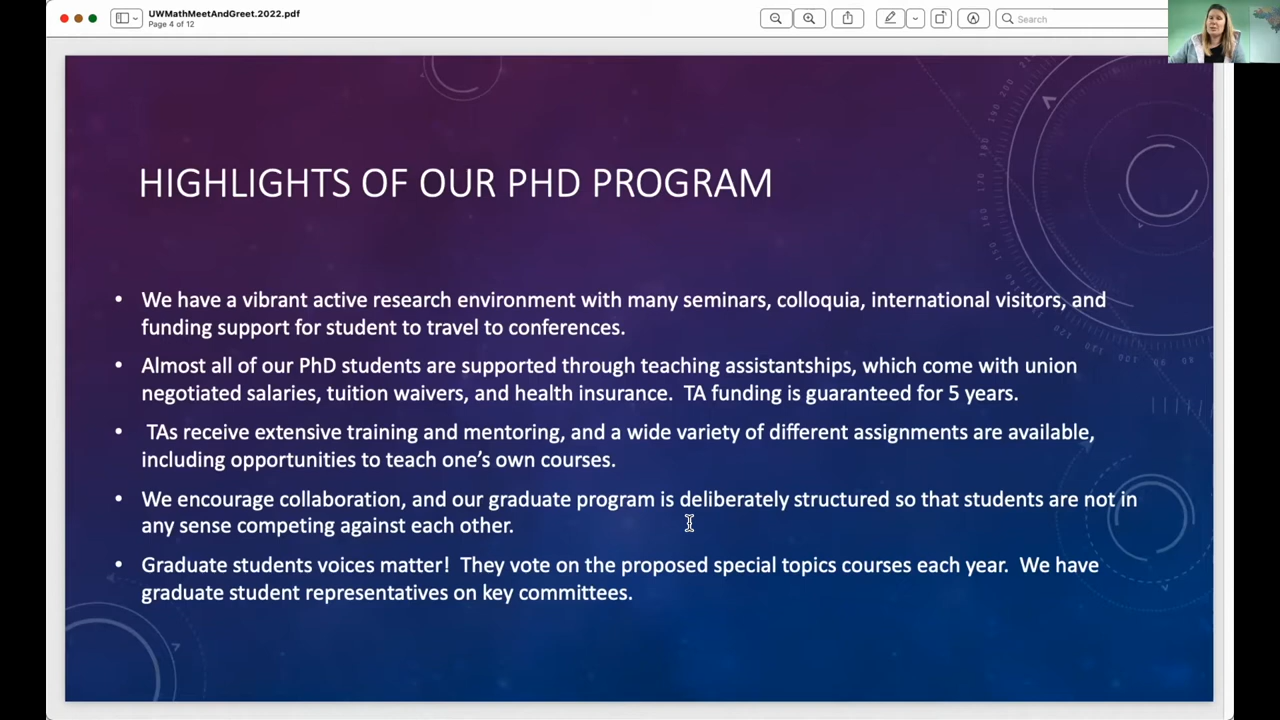 UWMathMeetAndGreet.2022.pdf
Page 4 of 12
Search
HIGHLIGHTS OF OUR PHD PROGRAM
• We have a vibrant active research environment with many seminars, colloquia, international visitors, and
funding support for student to travel to conferences.
• Almost all of our PhD students are supported through teaching assistantships, which come with union
negotiated salaries, tuition waivers, and health insurance.  TA funding is guaranteed for 5 years.
• TAs receive extensive training and mentoring, and a wide variety of different assignments are available,
including opportunities to teach one’s own courses.
• We encourage collaboration, and our graduate program is deliberately structured so that students are not in
any sense competing against each other.
• Graduate students voices matter!  They vote on the proposed special topics courses each year.  We have
graduate student representatives on key committees.